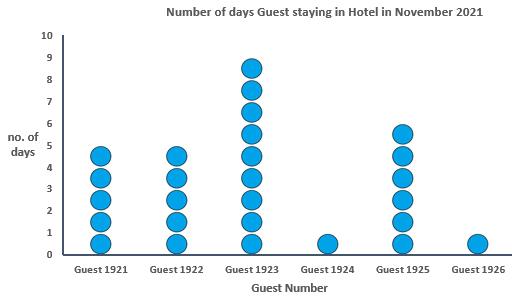 Number of days Guest staying in Hotel in November 2021
10
9
8
7
6
5
4
3
2
1
0
no. of
days
Guest 1921 Guest 1922 Guest 1923 Guest 1924 Guest 1925 Guest 1926
Guest Number